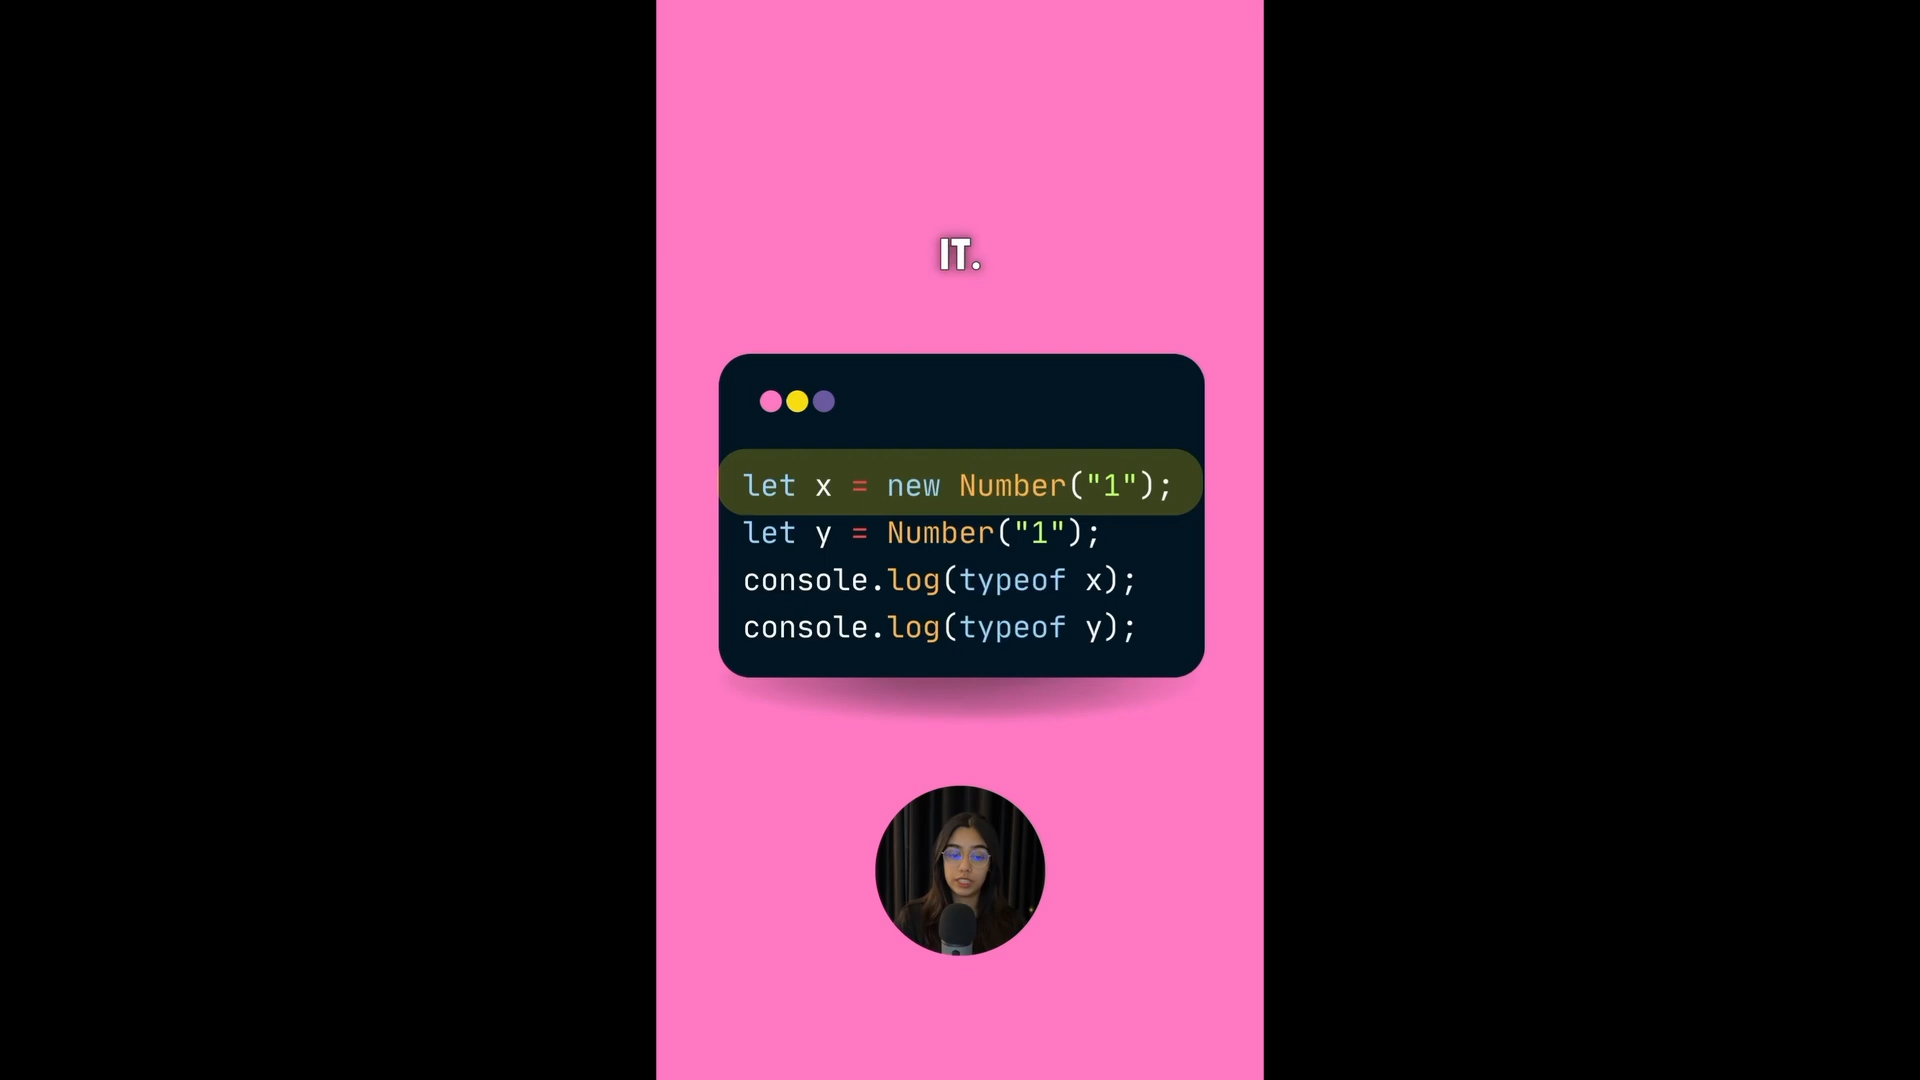 IT.
let x = new Number("1");
let y = Number("1");
console.log(typeof x);
console.log(typeof y);